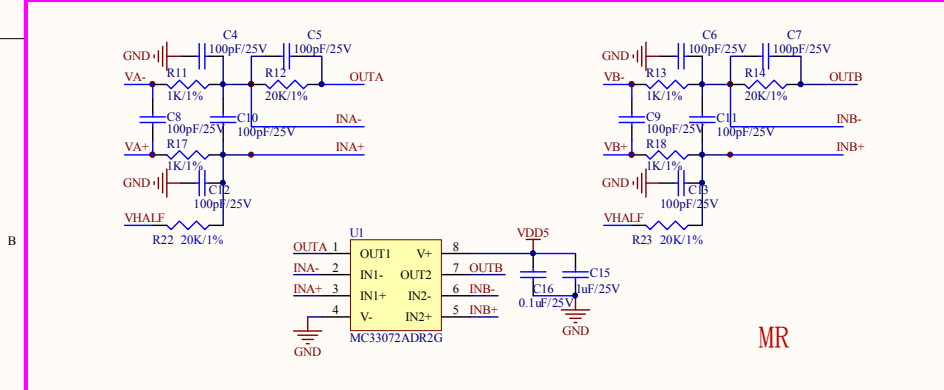 C4
100pF/25V
C5
100pF/25V
GND
VA-
R11
1K/1%
R12
20K/1%
OUTA
C8
100pF/25V
C10
100pF/25V
INA-
VA+
R17
1K/1%
INA+
GND
C12
100pF/25V
VHALF
R22 20K/1%
C6
100pF/25V
C7
100pF/25V
GND
VB-
R13
1K/1%
R14
20K/1%
OUTB
C9
100pF/25V
C11
100pF/25V
INB-
VB+
R18
1K/1%
INB+
GND
C13
100pF/25V
VHALF
R23 20K/1%
B
U1
OUTA 1 OUT1 V+ 8
INA- 2 IN1- OUT2 7 OUTB
INA+ 3 IN1+ IN2- 6 INB-
4 V- IN2+ 5 INB+
GND
MC33072ADR2G
VDD5
C16
0.1uF/25V
C15
1uF/25V
GND
MR